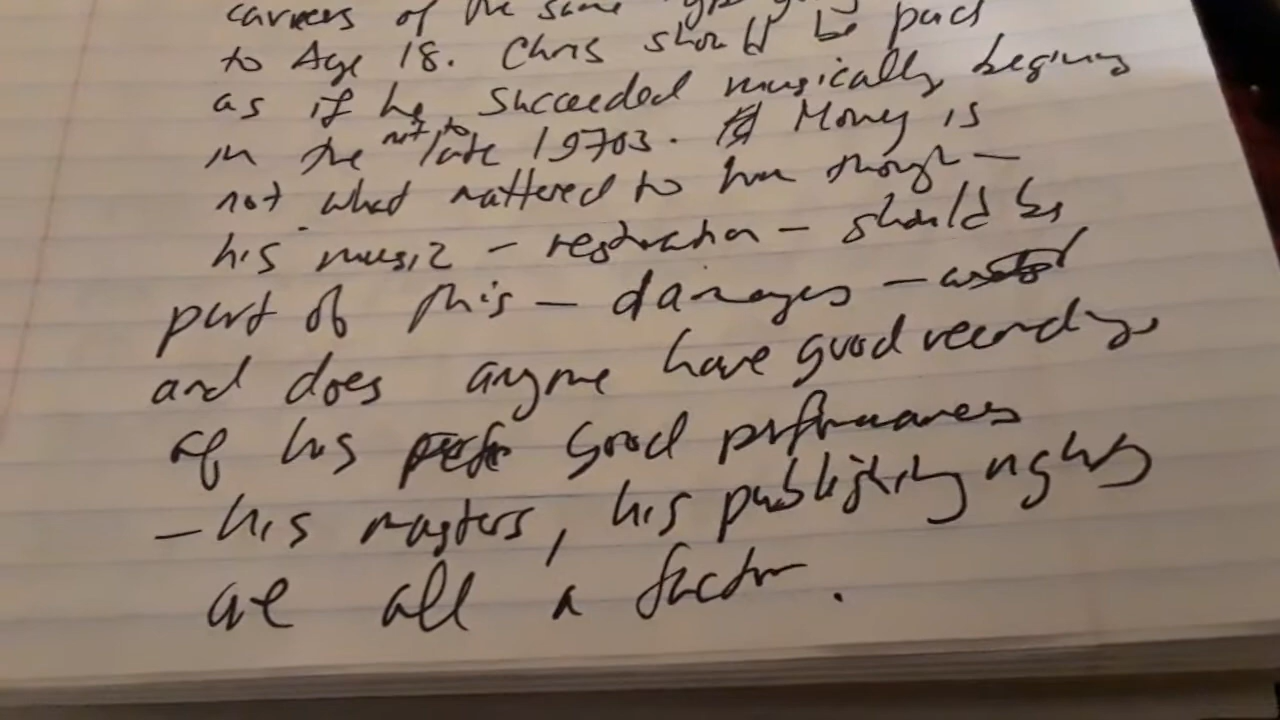 careers of the same
to Age 18. Chris should be paid
as if he succeeded musically begining
in the not to late 1970s. Money is
not what mattered to him though —
his music — restoration — should be
part of this — damages —
and does anyone have good recordings
of his good performances
— his masters, his publishing rights
are all a factor.